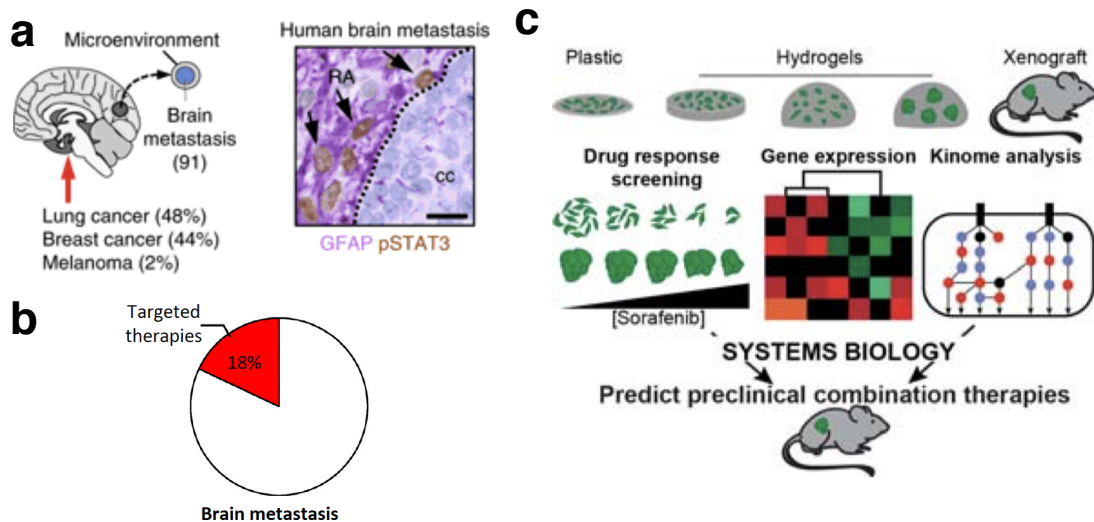 a
Microenvironment
Brain
metastasis
(91)
Lung cancer (48%)
Breast cancer (44%)
Melanoma (2%)
Human brain metastasis
RA
cc
GFAP pSTAT3
b
Targeted
therapies
18%
Brain metastasis
c
Plastic
Hydrogels
Xenograft
Drug response
screening
Gene expression
Kinome analysis
[Sorafenib]
SYSTEMS BIOLOGY
Predict preclinical combination therapies